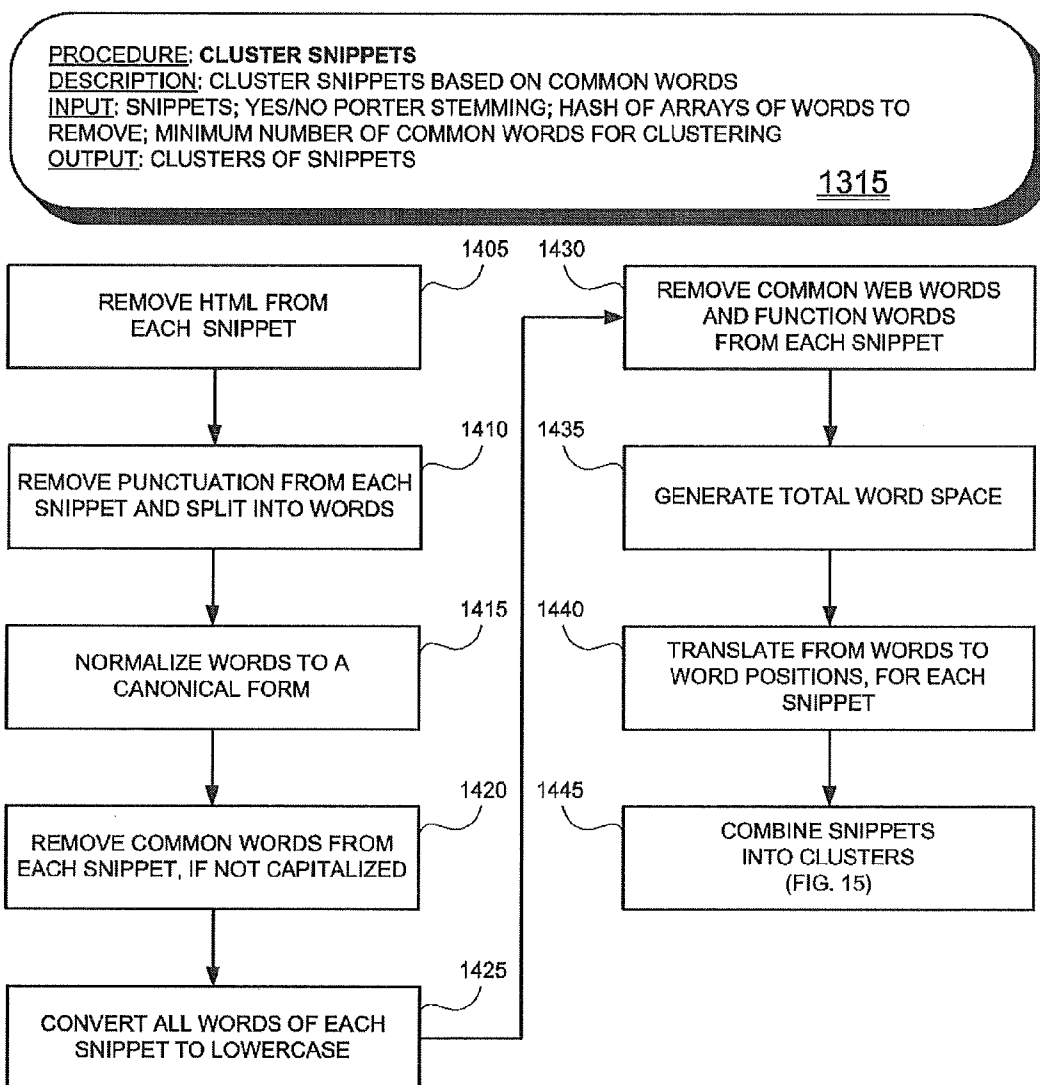 PROCEDURE: CLUSTER SNIPPETS
DESCRIPTION: CLUSTER SNIPPETS BASED ON COMMON WORDS
INPUT: SNIPPETS; YES/NO PORTER STEMMING; HASH OF ARRAYS OF WORDS TO
REMOVE; MINIMUM NUMBER OF COMMON WORDS FOR CLUSTERING
OUTPUT: CLUSTERS OF SNIPPETS
1315
1405
REMOVE HTML FROM
EACH SNIPPET
1410
REMOVE PUNCTUATION FROM EACH
SNIPPET AND SPLIT INTO WORDS
1415
NORMALIZE WORDS TO A
CANONICAL FORM
1420
REMOVE COMMON WORDS FROM
EACH SNIPPET, IF NOT CAPITALIZED
1425
CONVERT ALL WORDS OF EACH
SNIPPET TO LOWERCASE
1430
REMOVE COMMON WEB WORDS
AND FUNCTION WORDS
FROM EACH SNIPPET
1435
GENERATE TOTAL WORD SPACE
1440
TRANSLATE FROM WORDS TO
WORD POSITIONS, FOR EACH
SNIPPET
1445
COMBINE SNIPPETS
INTO CLUSTERS
(FIG. 15)